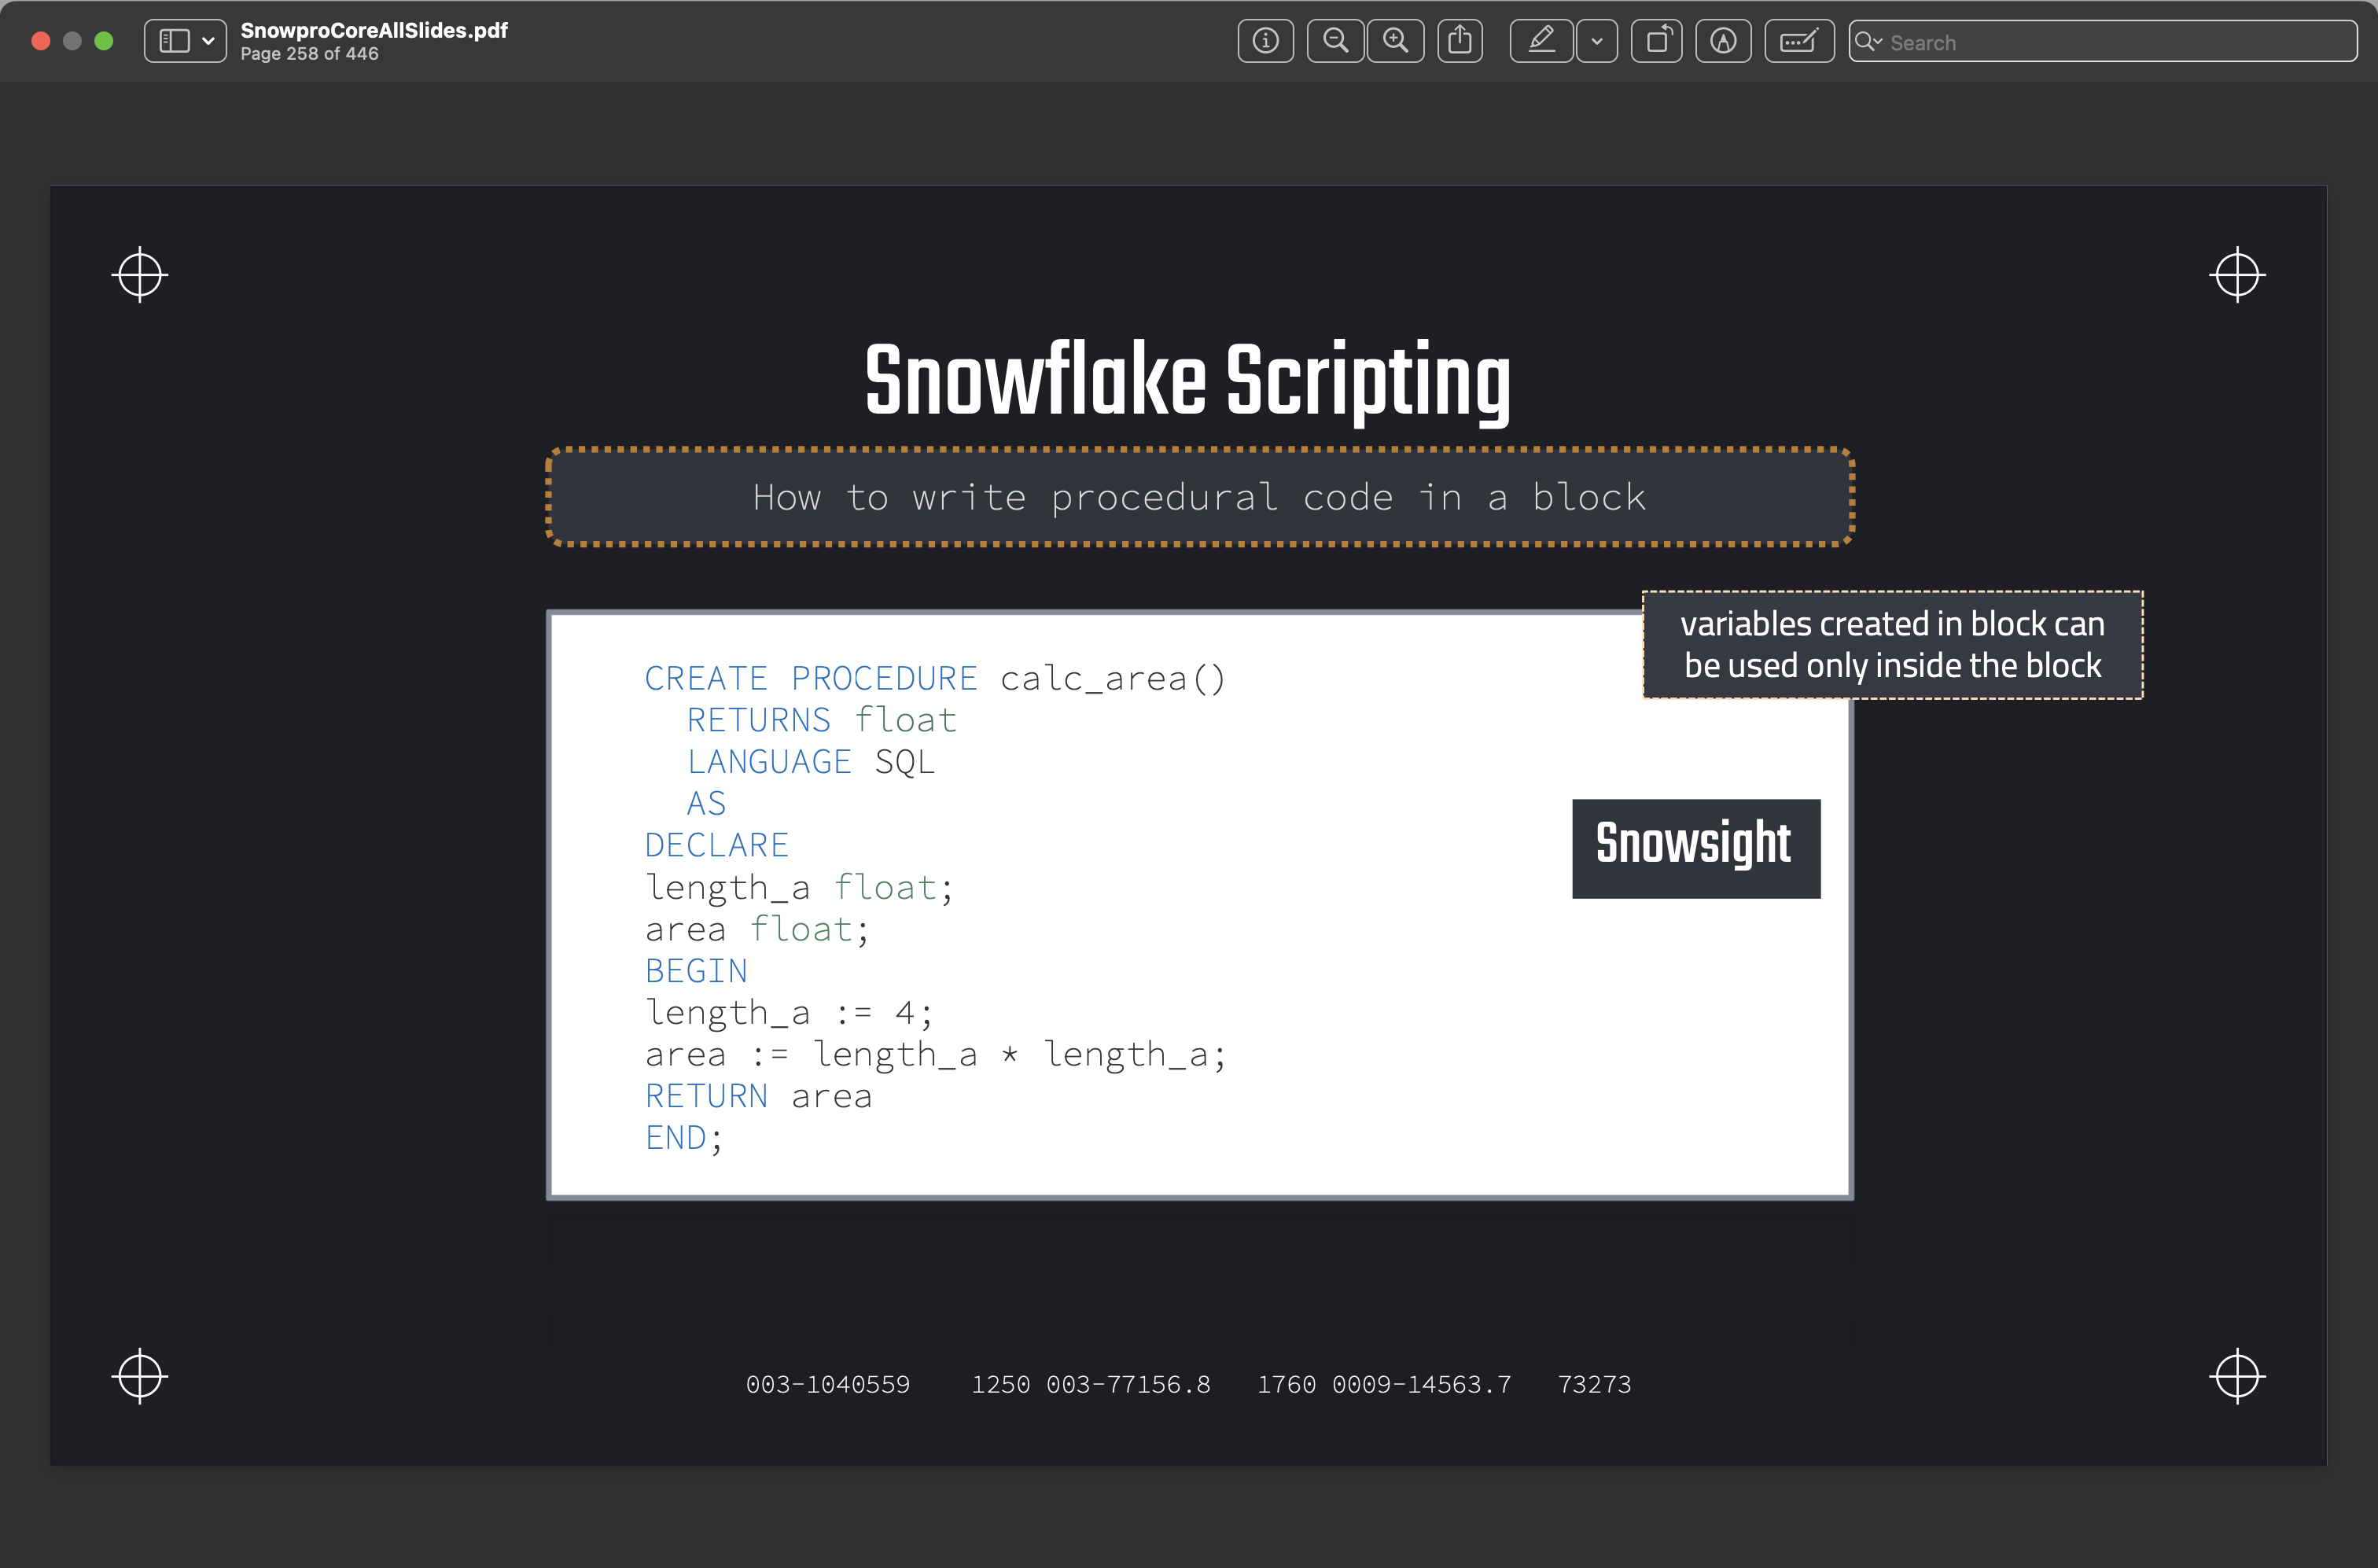 SnowproCoreAllSlides.pdf
Page 258 of 446
Search
Snowflake Scripting
How to write procedural code in a block
variables created in block can
be used only inside the block
CREATE PROCEDURE calc_area()
RETURNS float
LANGUAGE SQL
AS
DECLARE
length_a float;
area float;
BEGIN
length_a := 4;
area := length_a * length_a;
RETURN area
END;
Snowsight
003-1040559 1250 003-77156.8 1760 0009-14563.7 73273